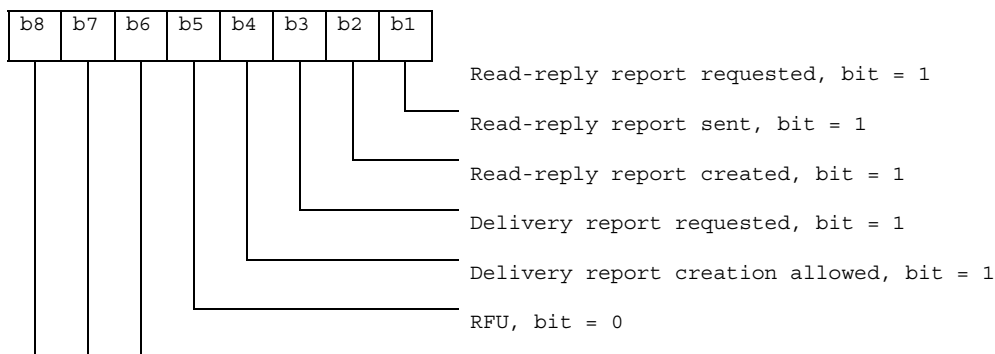 b8 b7 b6 b5 b4 b3 b2 b1
Read-reply report requested, bit = 1
Read-reply report sent, bit = 1
Read-reply report created, bit = 1
Delivery report requested, bit = 1
Delivery report creation allowed, bit = 1
RFU, bit = 0